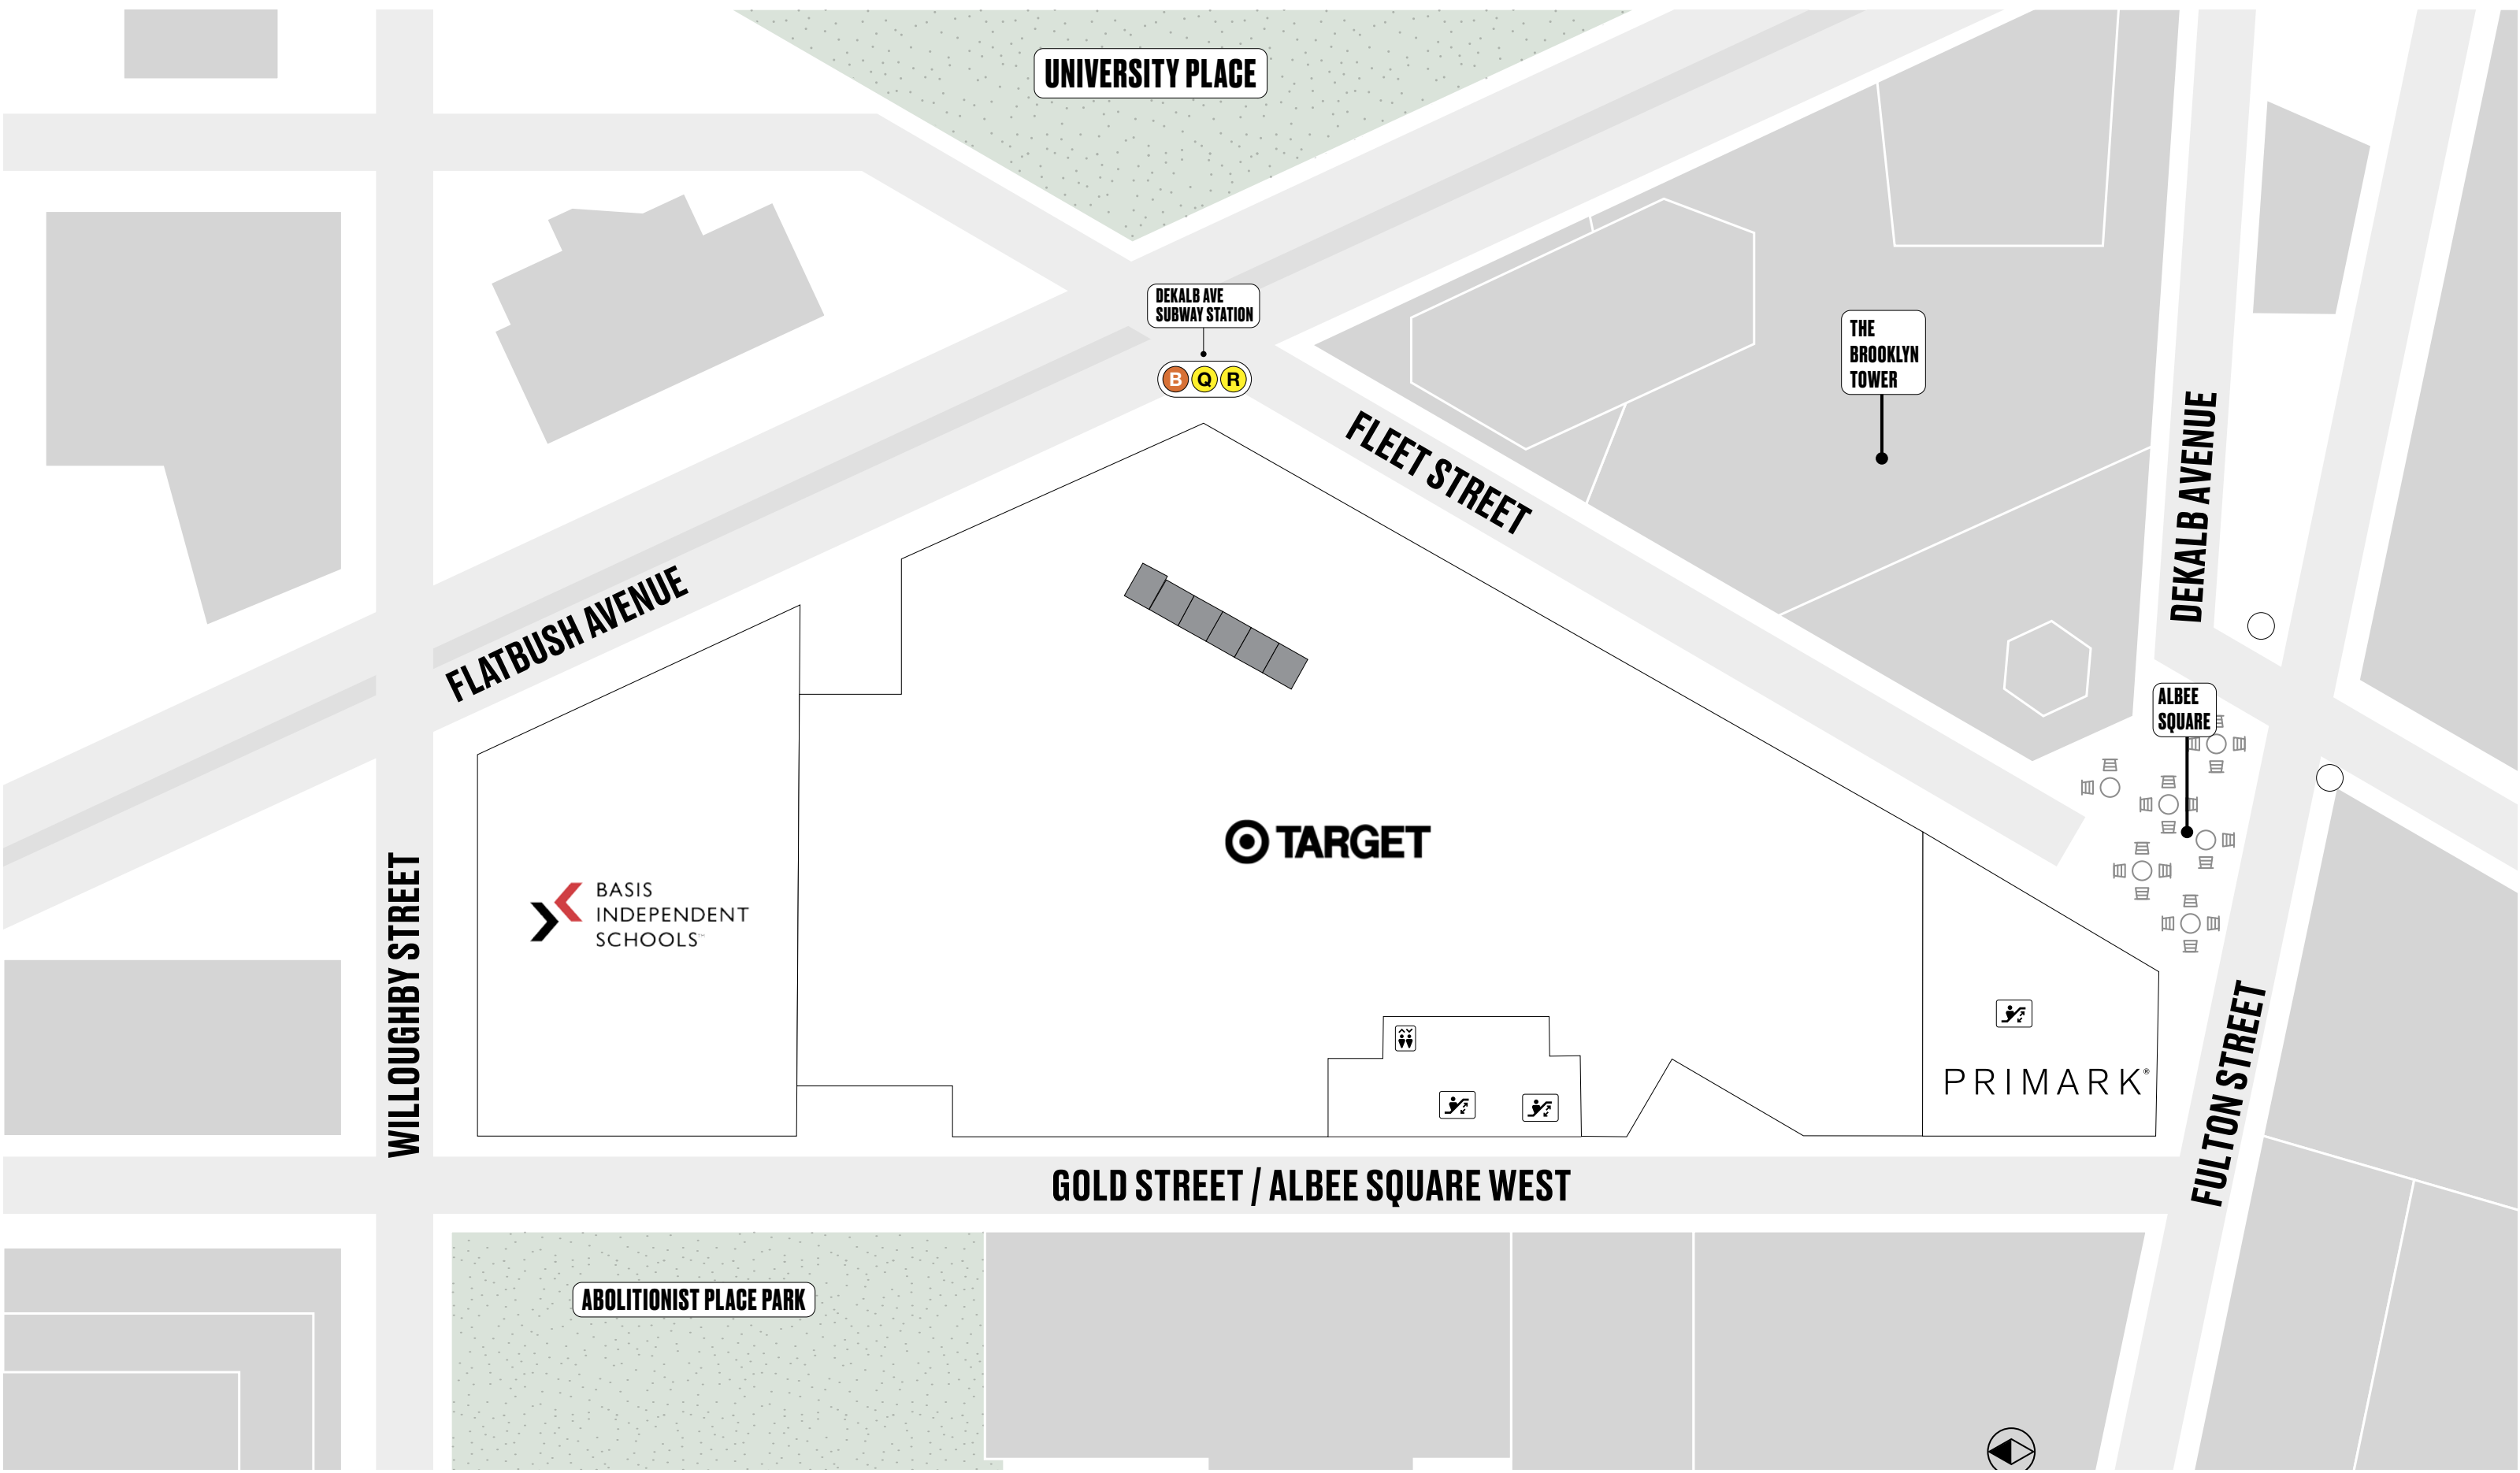 UNIVERSITY PLACE
DEKALB AVE
SUBWAY STATION
B Q R
THE
BROOKLYN
TOWER
FLEET STREET
DEKALB AVENUE
FLATBUSH AVENUE
ALBEE
SQUARE
TARGET
BASIS
INDEPENDENT
SCHOOLS™
WILLOUGHBY STREET
PRIMARK®
FULTON STREET
GOLD STREET / ALBEE SQUARE WEST
ABOLITIONIST PLACE PARK